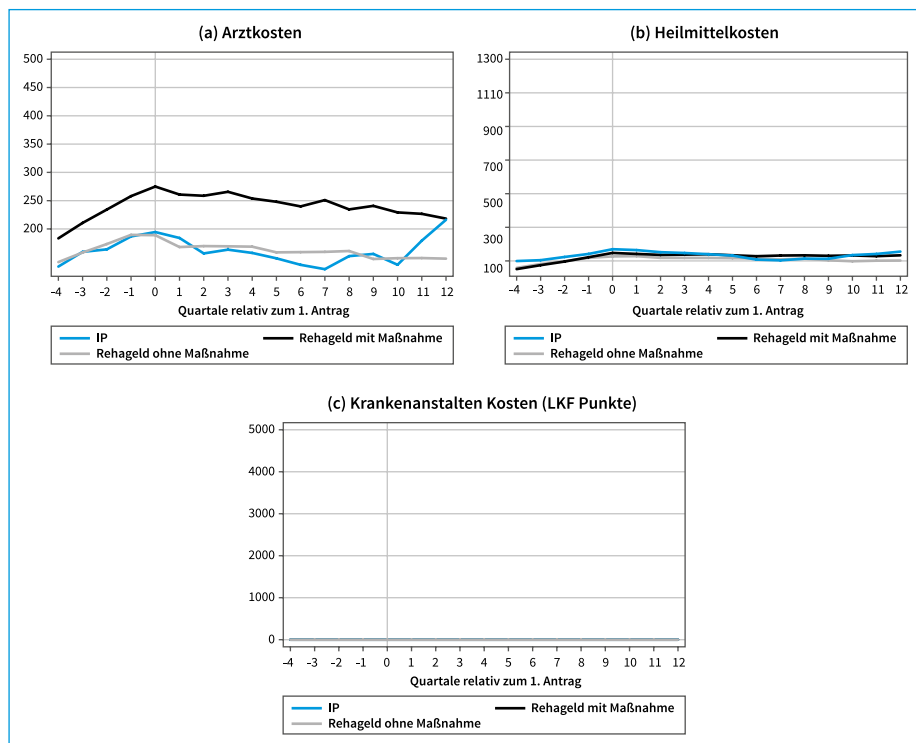 (a) Arztkosten
500
450
400
350
300
250
200
-4 -3 -2 -1 0 1 2 3 4 5 6 7 8 9 10 11 12
Quartale relativ zum 1. Antrag
IP Rehageld mit Maßnahme
Rehageld ohne Maßnahme
(b) Heilmittelkosten
1300
1110
900
700
500
300
100
-4 -3 -2 -1 0 1 2 3 4 5 6 7 8 9 10 11 12
Quartale relativ zum 1. Antrag
IP Rehageld mit Maßnahme
Rehageld ohne Maßnahme
(c) Krankenanstalten Kosten (LKF Punkte)
5000
4000
3000
2000
1000
0
-4 -3 -2 -1 0 1 2 3 4 5 6 7 8 9 10 11 12
Quartale relativ zum 1. Antrag
IP Rehageld mit Maßnahme
Rehageld ohne Maßnahme